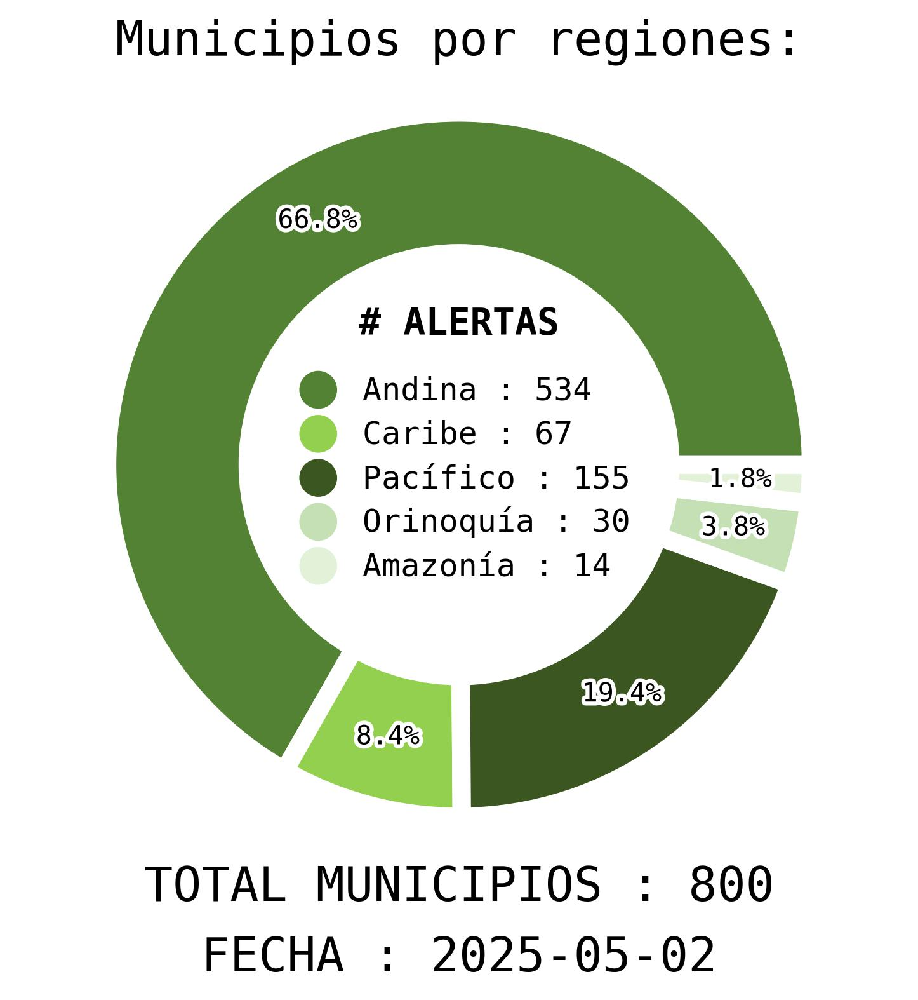 Municipios por regiones:
66.8%
# ALERTAS
Andina : 534
Caribe : 67
Pacífico : 155
Orinoquía : 30
Amazonía : 14
1.8%
3.8%
19.4%
8.4%
TOTAL MUNICIPIOS : 800
FECHA : 2025-05-02